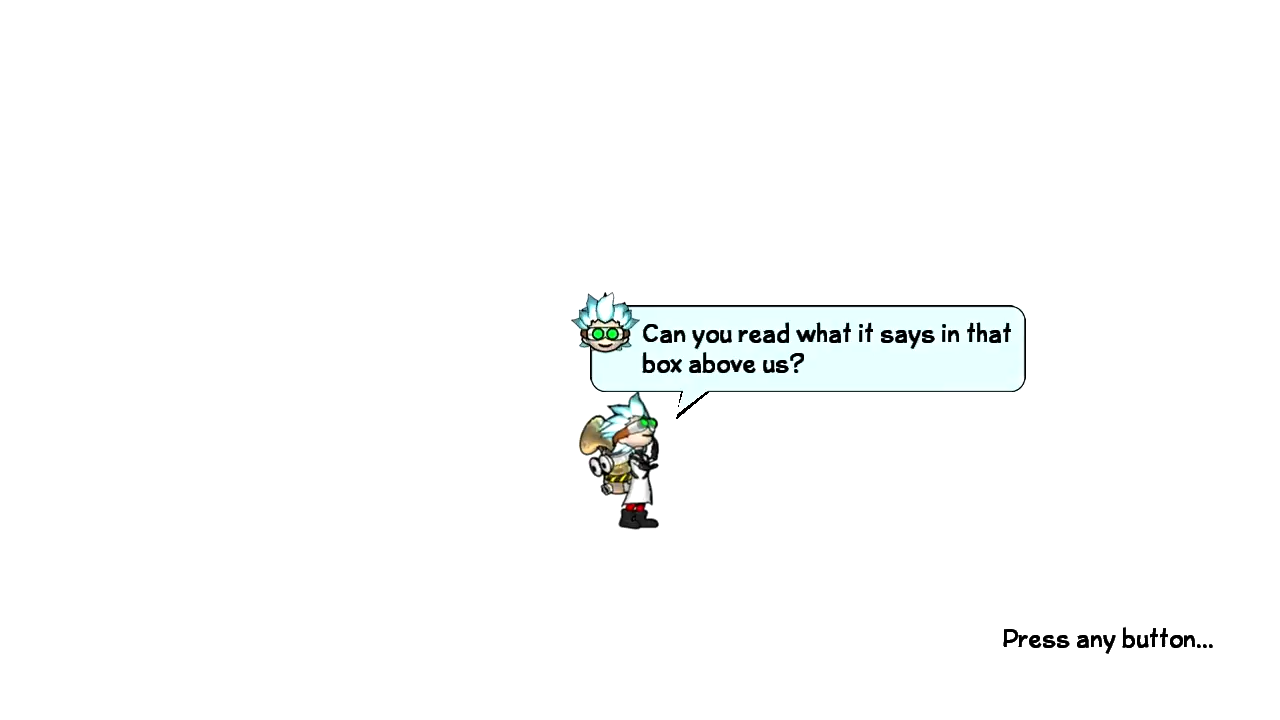 Can you read what it says in that
box above us?
Press any button...